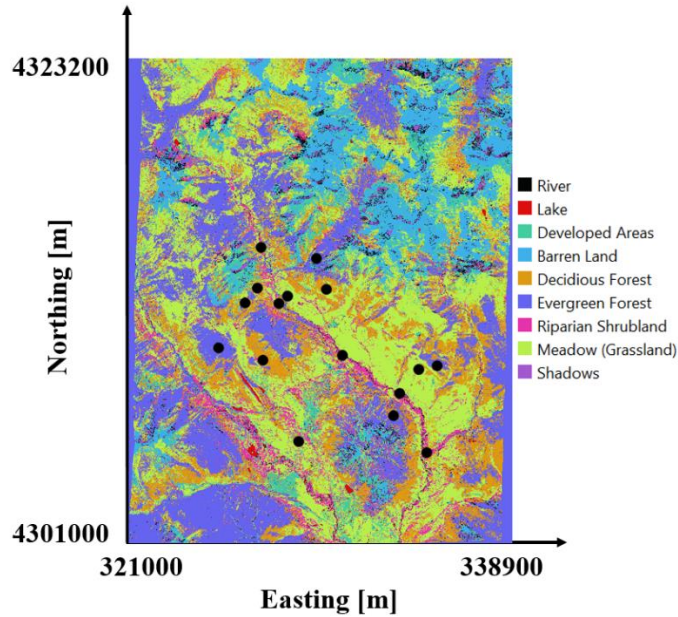 4323200
River
Lake
Developed Areas
Barren Land
Decidious Forest
Evergreen Forest
Riparian Shrubland
Meadow (Grassland)
Shadows
Northing [m]
4301000
321000
338900
Easting [m]